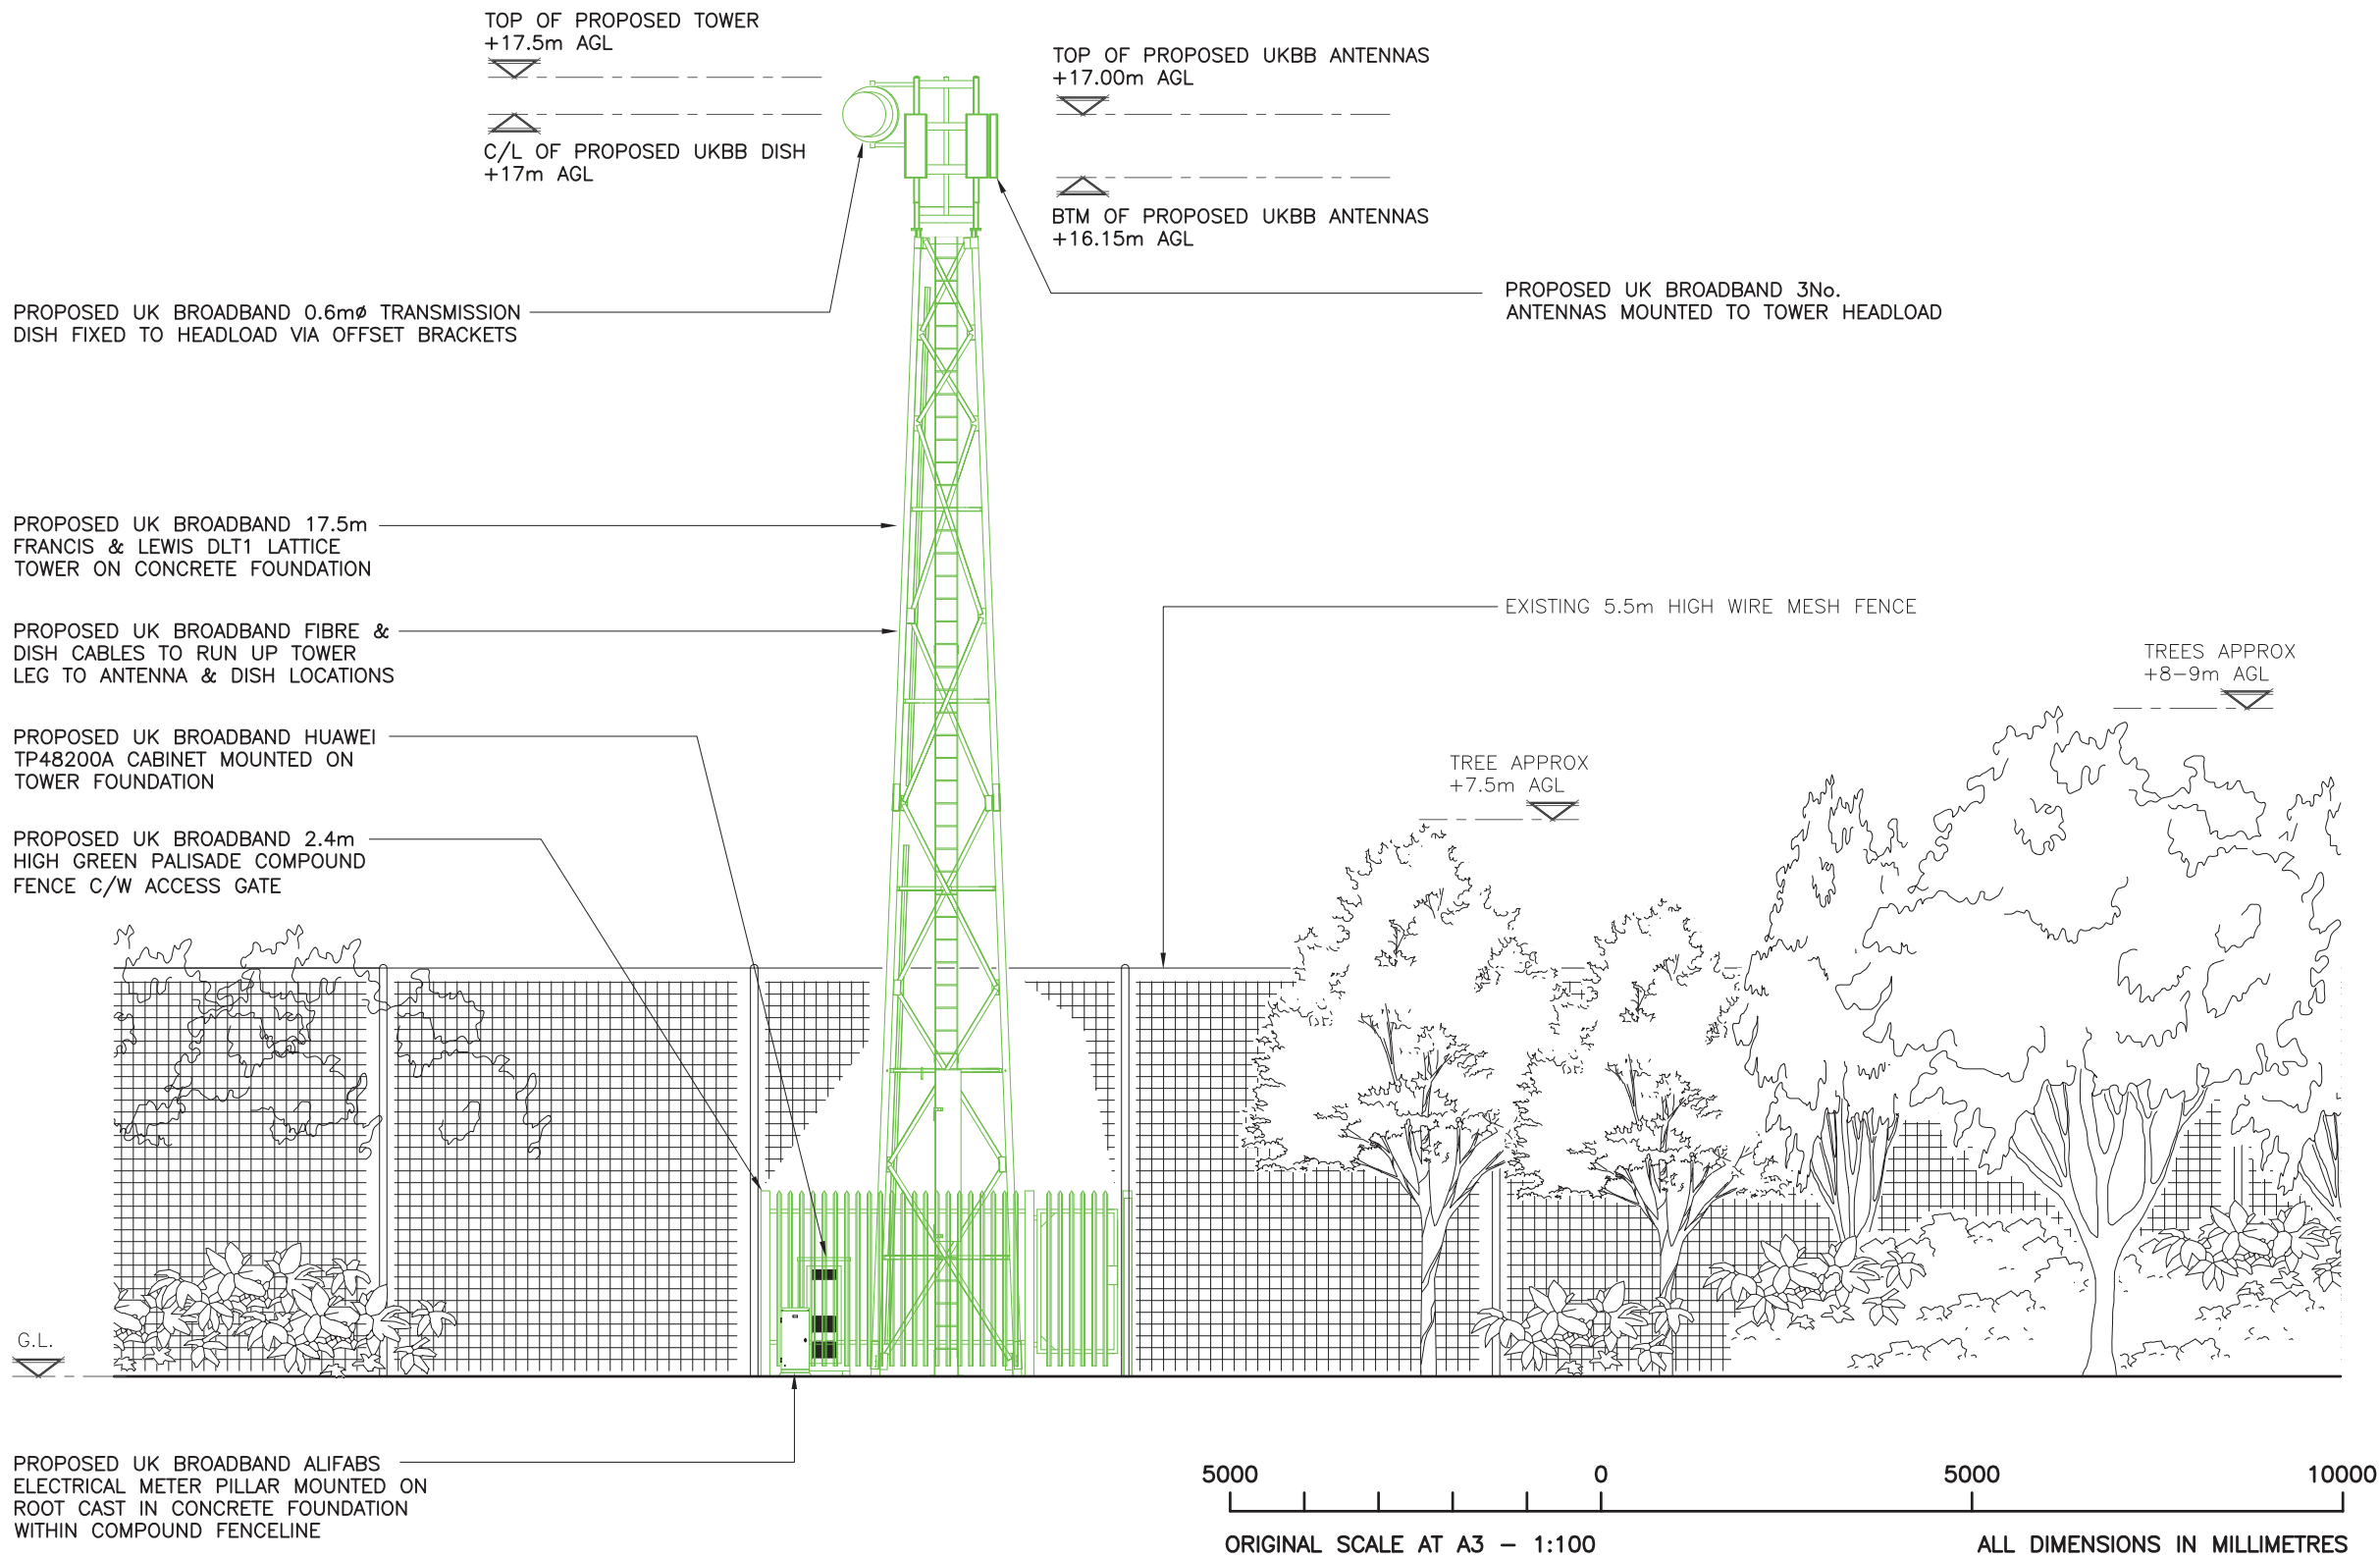 TOP OF PROPOSED TOWER
+17.5m AGL
C/L OF PROPOSED UKBB DISH
+17m AGL
TOP OF PROPOSED UKBB ANTENNAS
+17.00m AGL
BTM OF PROPOSED UKBB ANTENNAS
+16.15m AGL
PROPOSED UK BROADBAND 0.6mø TRANSMISSION
DISH FIXED TO HEADLOAD VIA OFFSET BRACKETS
PROPOSED UK BROADBAND 3No.
ANTENNAS MOUNTED TO TOWER HEADLOAD
PROPOSED UK BROADBAND 17.5m
FRANCIS & LEWIS DLT1 LATTICE
TOWER ON CONCRETE FOUNDATION
EXISTING 5.5m HIGH WIRE MESH FENCE
PROPOSED UK BROADBAND FIBRE &
DISH CABLES TO RUN UP TOWER
LEG TO ANTENNA & DISH LOCATIONS
TREES APPROX
+8-9m AGL
PROPOSED UK BROADBAND HUAWEI
TP48200A CABINET MOUNTED ON
TOWER FOUNDATION
TREE APPROX
+7.5m AGL
PROPOSED UK BROADBAND 2.4m
HIGH GREEN PALISADE COMPOUND
FENCE C/W ACCESS GATE
G.L.
PROPOSED UK BROADBAND ALIFABS
ELECTRICAL METER PILLAR MOUNTED ON
ROOT CAST IN CONCRETE FOUNDATION
WITHIN COMPOUND FENCELINE
5000 0 5000 10000
ORIGINAL SCALE AT A3 - 1:100
ALL DIMENSIONS IN MILLIMETRES